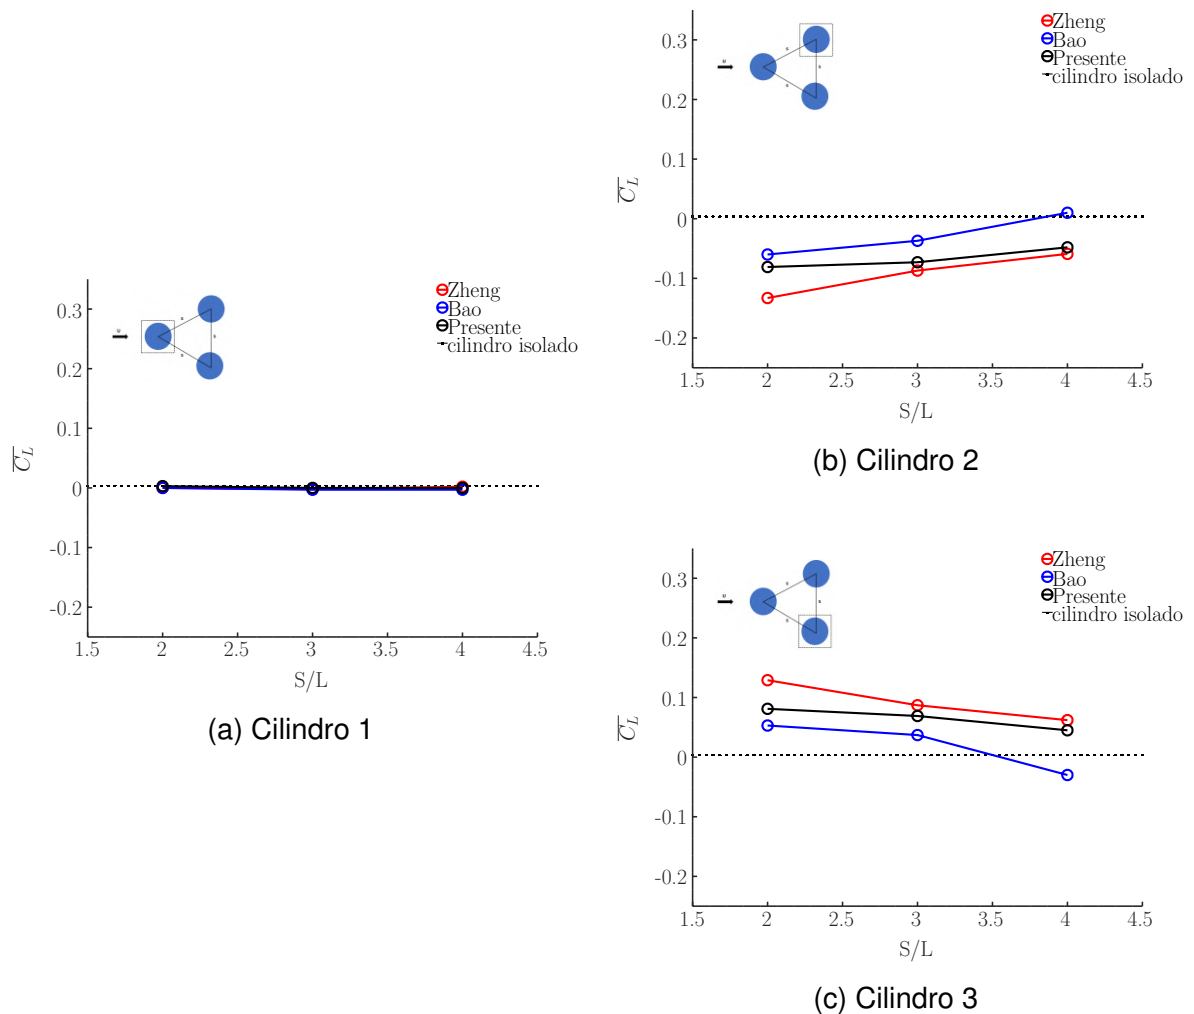 0.3
0.2
0.1
0
-0.1
-0.2
1.5 2 2.5 3 3.5 4 4.5
S/L
C_L
Zheng
Bao
Presente
cilindro isolado
(a) Cilindro 1
0.3
0.2
0.1
0
-0.1
-0.2
1.5 2 2.5 3 3.5 4 4.5
S/L
C_L
Zheng
Bao
Presente
cilindro isolado
(b) Cilindro 2
0.3
0.2
0.1
0
-0.1
-0.2
1.5 2 2.5 3 3.5 4 4.5
S/L
C_L
Zheng
Bao
Presente
cilindro isolado
(c) Cilindro 3